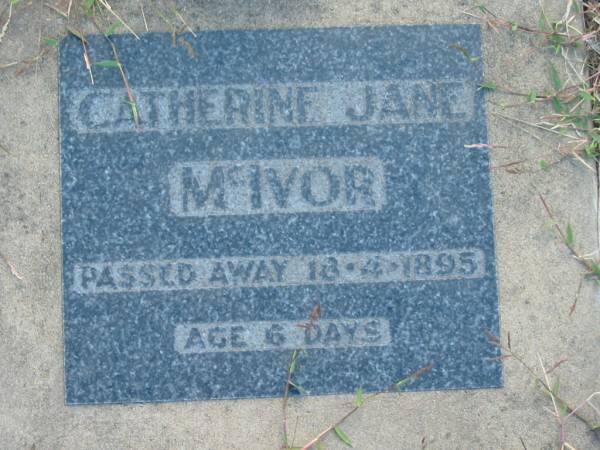 CATHERINE JANE
McIVOR
PASSED AWAY 18·4·1895
AGE 6 DAYS